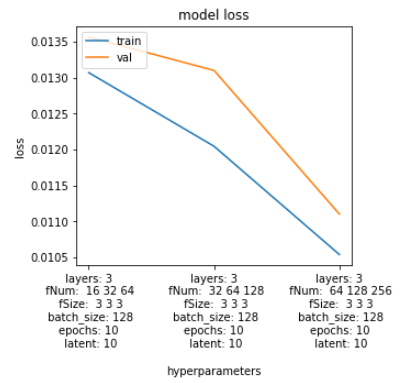 model loss
train
val
0.0135
0.0130
0.0125
0.0120
0.0115
0.0110
0.0105
loss
layers: 3
fNum: 16 32 64
fSize: 3 3 3
batch_size: 128
epochs: 10
latent: 10
layers: 3
fNum: 32 64 128
fSize: 3 3 3
batch_size: 128
epochs: 10
latent: 10
layers: 3
fNum: 64 128 256
fSize: 3 3 3
batch_size: 128
epochs: 10
latent: 10
hyperparameters